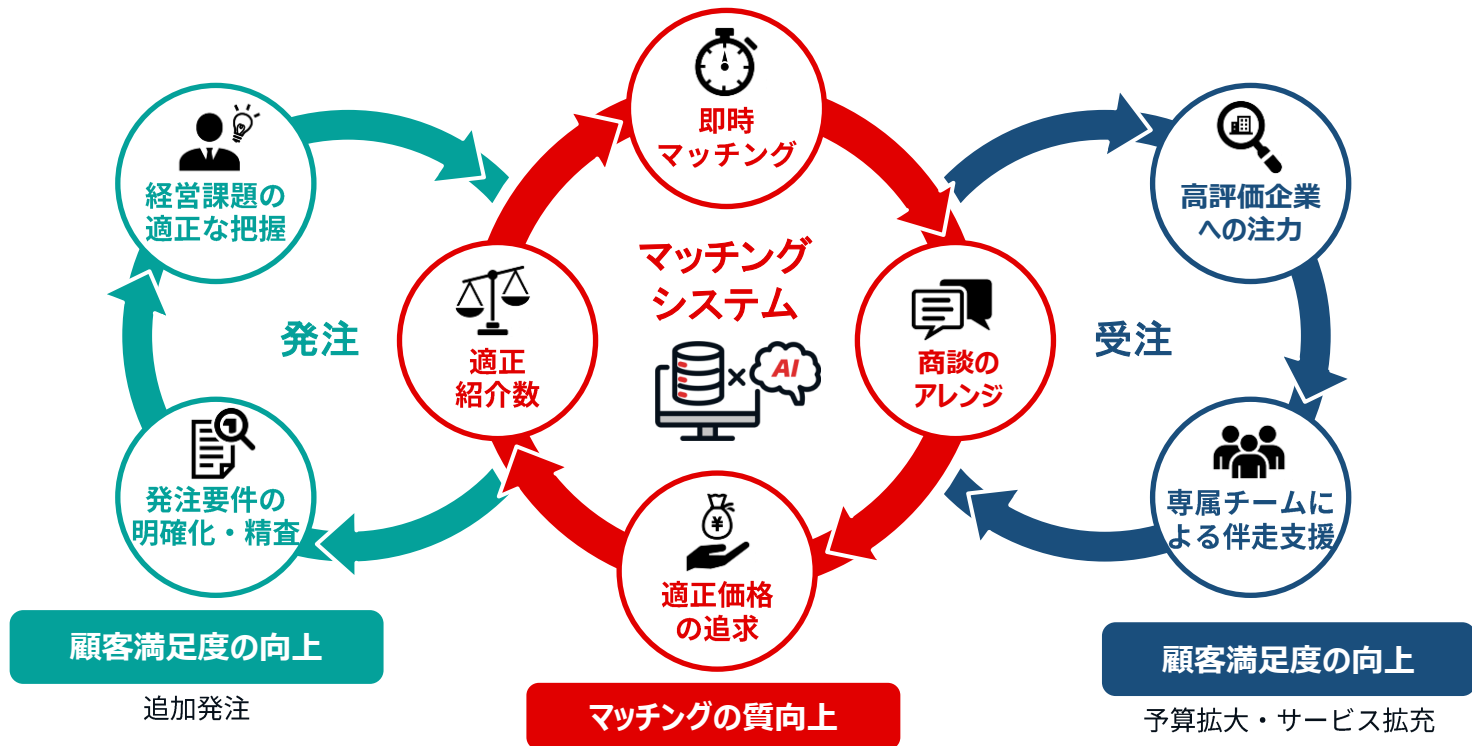 即時
マッチング
経営課題の
適正な把握
高評価企業
への注力
マッチング
システム
AI
発注
適正
紹介数
商談の
アレンジ
受注
発注要件の
明確化・精査
専属チームに
よる伴走支援
¥
適正価格
の追求
顧客満足度の向上
追加発注
マッチングの質向上
顧客満足度の向上
予算拡大・サービス拡充